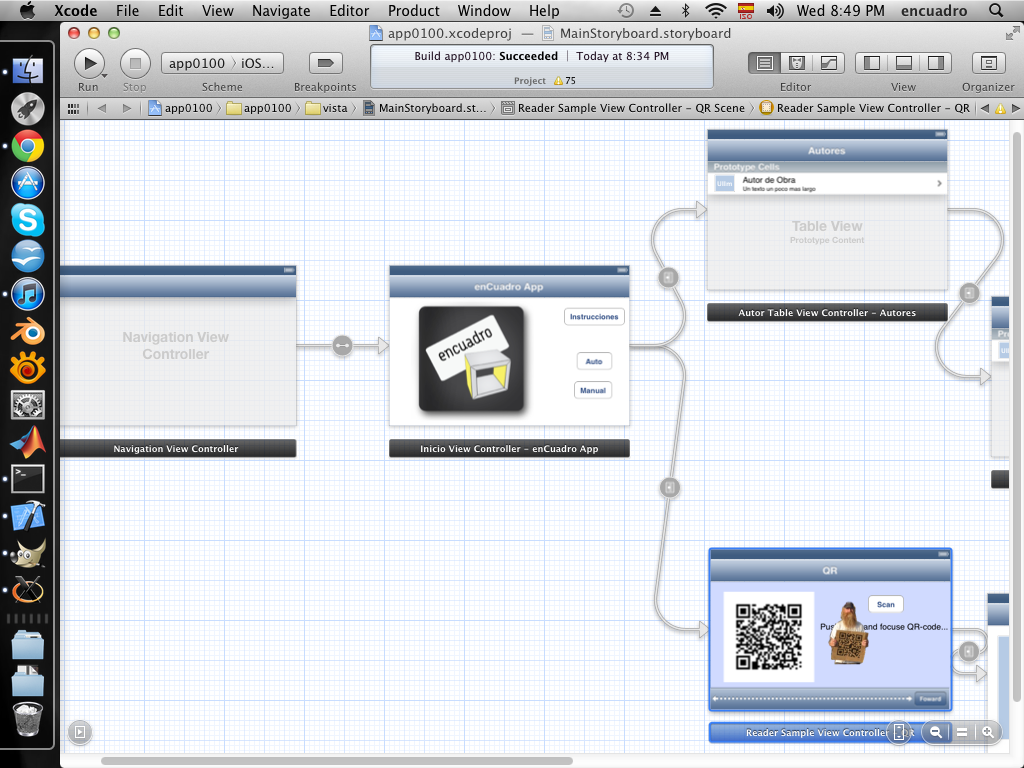 Xcode File Edit View Navigate Editor Product Window Help ISO Wed 8:49 PM encuadro
app0100.xcodeproj — MainStoryboard.storyboard
Build app0100: Succeeded | Today at 8:34 PM
Project 75
app0100 iOS...
Run Stop Scheme Breakpoints Editor View Organizer
app0100 app0100 vista MainStoryboard.st... Reader Sample View Controller – QR Scene Reader Sample View Controller – QR
Autores
Prototype Cells
Autor de Obra
Un texto un poco mas largo
Table View
Prototype Content
Autor Table View Controller – Autores
Navigation View
Controller
Navigation View Controller
enCuadro App
encuadro
Instrucciones
Auto
Manual
Inicio View Controller – enCuadro App
QR
Scan
and focuse QR-code...
Foward
Reader Sample View Controller